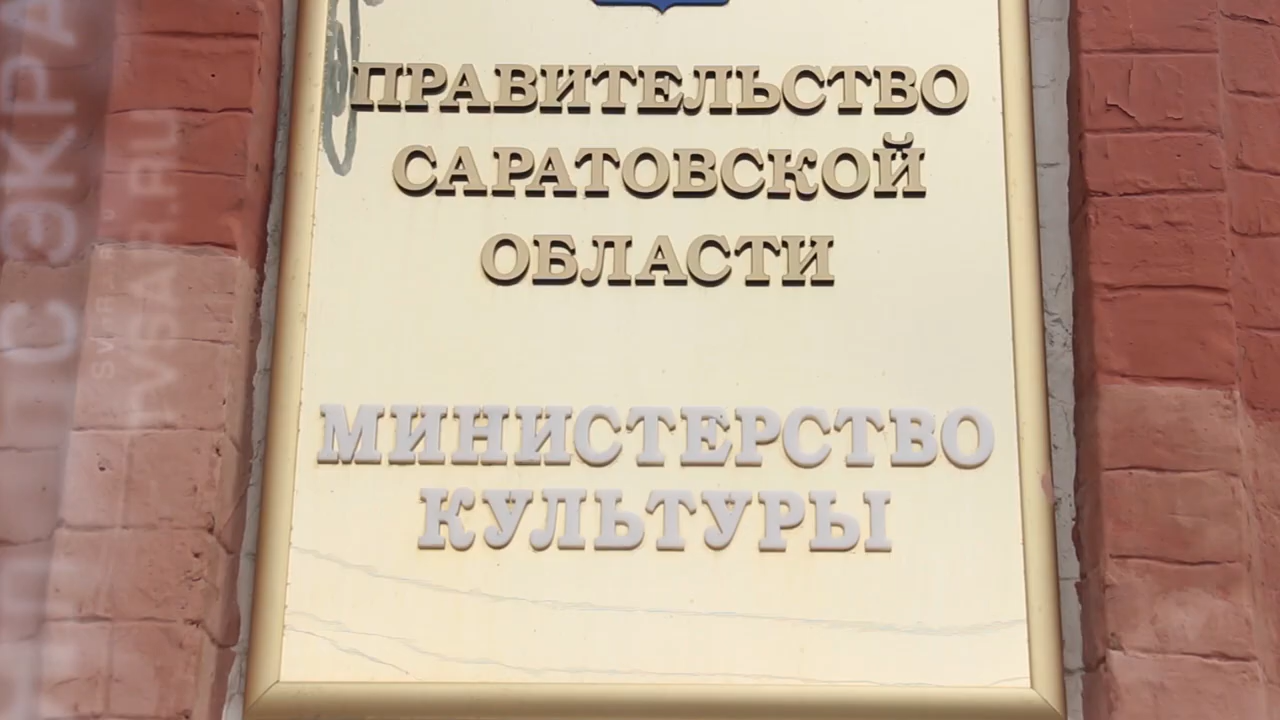 ПРАВИТЕЛЬСТВО
САРАТОВСКОЙ
ОБЛАСТИ
МИНИСТЕРСТВО
КУЛЬТУРЫ